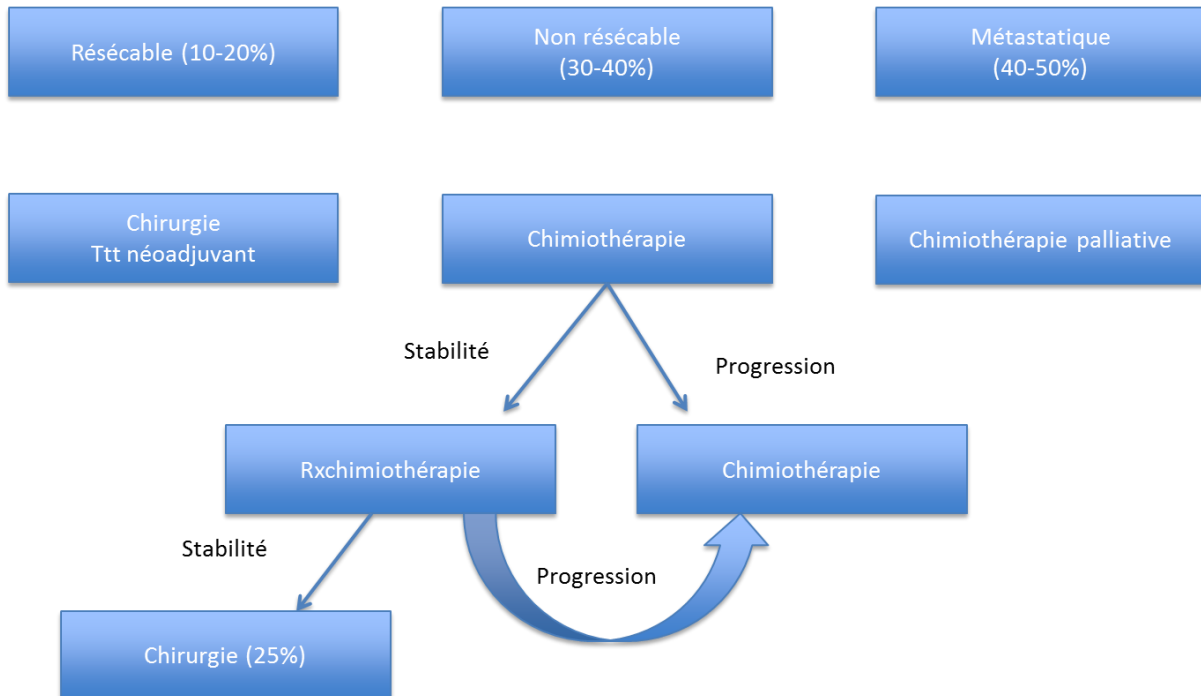 Résécable (10-20%)
Non résécable
(30-40%)
Métastatique
(40-50%)
Chirurgie
Ttt néoadjuvant
Chimiothérapie
Chimiothérapie palliative
Stabilité
Progression
Rxchimiothérapie
Chimiothérapie
Stabilité
Progression
Chirurgie (25%)